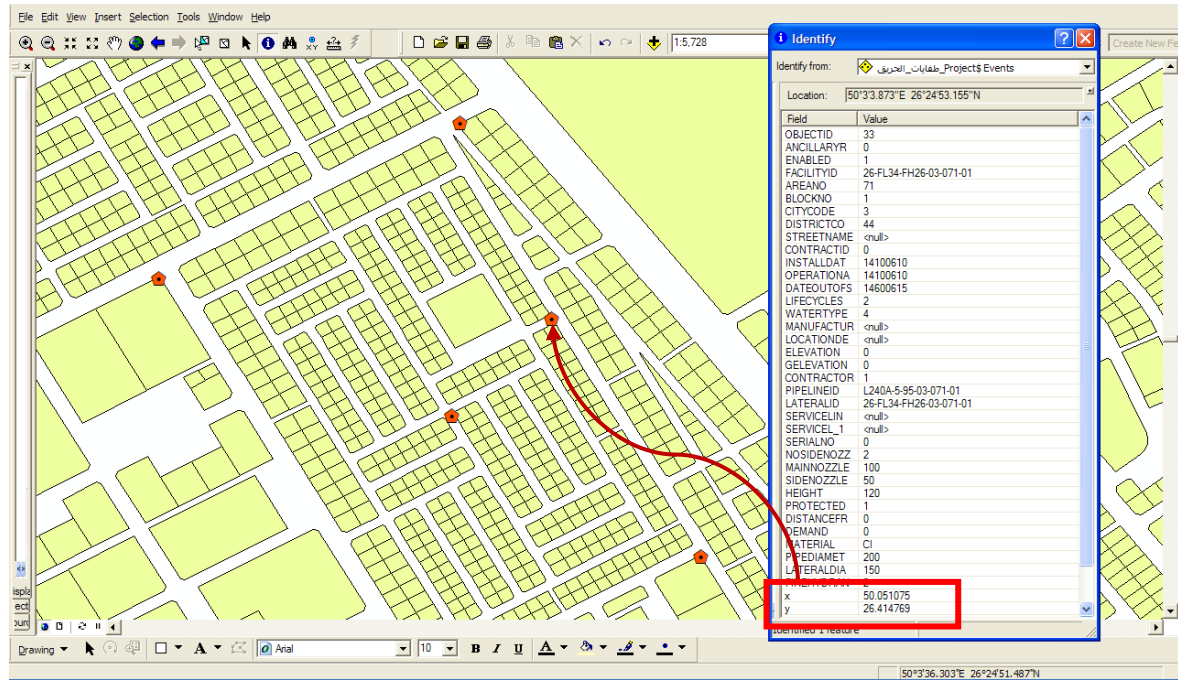 File Edit View Insert Selection Tools Window Help
1:5,728
Create New Fe
Identify
Identify from: طفايات_الحريق_Project$ Events
Location: 50°3'3.873"E 26°24'53.155"N
Field Value
OBJECTID 33
ANCILLARYR 0
ENABLED 1
FACILITYID 26-FL34-FH26-03-071-01
AREANO 71
BLOCKNO 1
CITYCODE 3
DISTRICTCO 44
STREETNAME <null>
CONTRACTID 0
INSTALLDAT 14100610
OPERATIONA 14100610
DATEOUTOFS 14600615
LIFECYCLES 2
WATERTYPE 4
MANUFACTUR <null>
LOCATIONDE <null>
ELEVATION 0
GELEVATION 0
CONTRACTOR 1
PIPELINEID L240A-5-95-03-071-01
LATERALID 26-FL34-FH26-03-071-01
SERVICELIN <null>
SERVICEL_1 <null>
SERIALNO 0
NOSIDENOZZ 2
MAINNOZZLE 100
SIDENOZZLE 50
HEIGHT 120
PROTECTED 1
DISTANCEFR 0
DEMAND 0
MATERIAL CI
PIPEDIAMET 200
LATERALDIA 150
x 50.051075
y 26.414769
Identified 1 feature
ispla
ect
ourc
Drawing Arial 10 B I U A
50°3'36.303"E 26°24'51.487"N